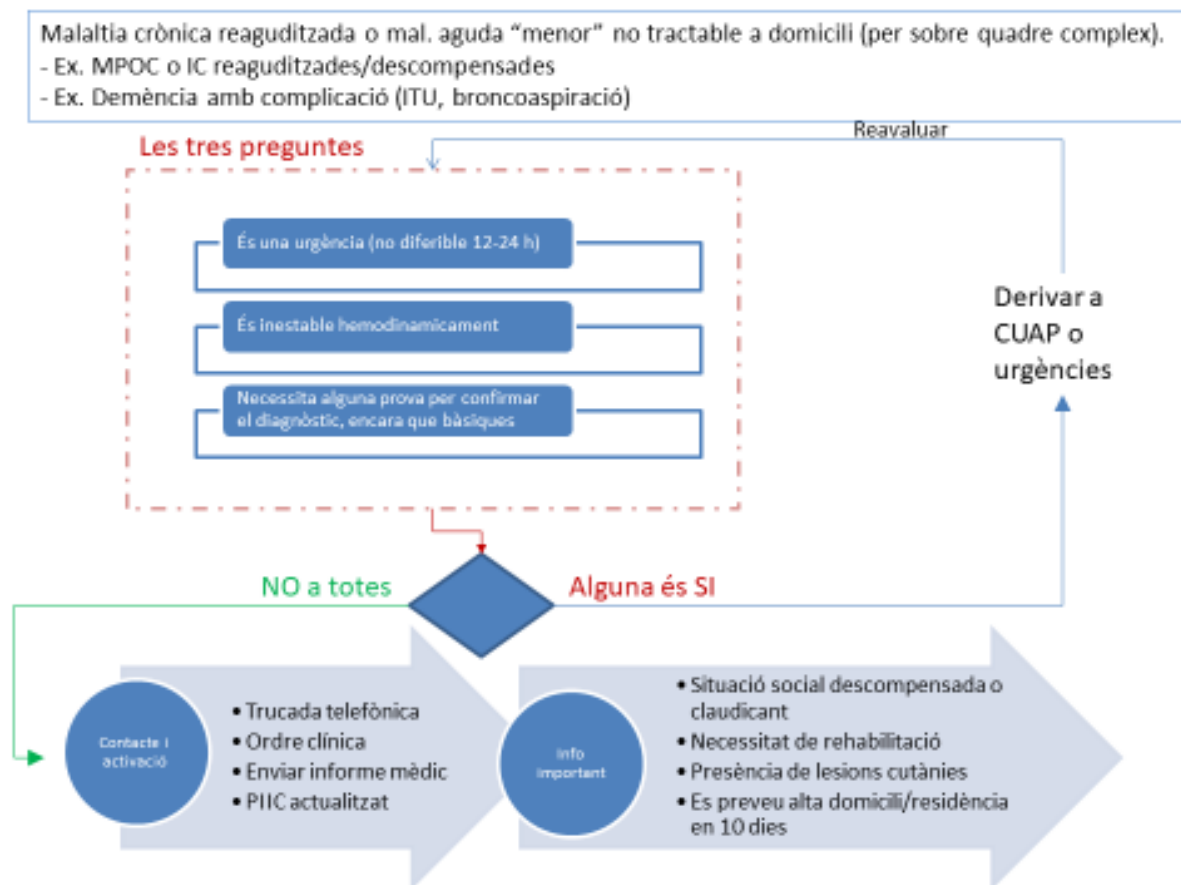 Malaltia crònica reaguditzada o mal. aguda “menor” no tractable a domicili (per sobre quadre complex).
- Ex. MPOC o IC reaguditzades/descompensades
- Ex. Demència amb complicació (ITU, broncoaspiració)
Reavaluar
Les tres preguntes
És una urgència (no diferible 12-24 h)
És inestable hemodinamicament
Necessita alguna prova per confirmar
el diagnòstic, encara que bàsiques
Derivar a
CUAP o
urgències
NO a totes
Alguna és SI
Contacte i
activació
• Trucada telefònica
• Ordre clínica
• Enviar informe mèdic
• PIIC actualitzat
Info
important
• Situació social descompensada o
claudicant
• Necessitat de rehabilitació
• Presència de lesions cutànies
• Es preveu alta domicili/residència
en 10 dies